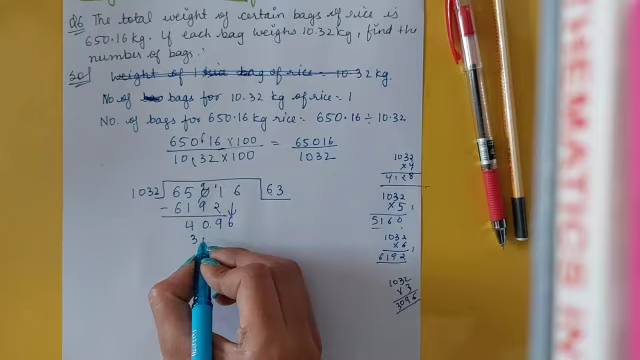 Q6 The total weight of certain bags of rice is
650.16 kg. If each bag weighs 10.32 kg, find the
number of bags.
Sol weight of 1 bag of rice = 10.32 kg.
No of bags for 10.32 kg of rice = 1
No. of bags for 650.16 kg rice = 650.16 ÷ 10.32
650.16 × 100 = 65016
10.32 × 100 1032
1032 65016 63
- 6192
4096
3
1032
× 4
4128
1032
× 5
5160
1032
× 6
6192
1032
× 3
3096
THEMATICS